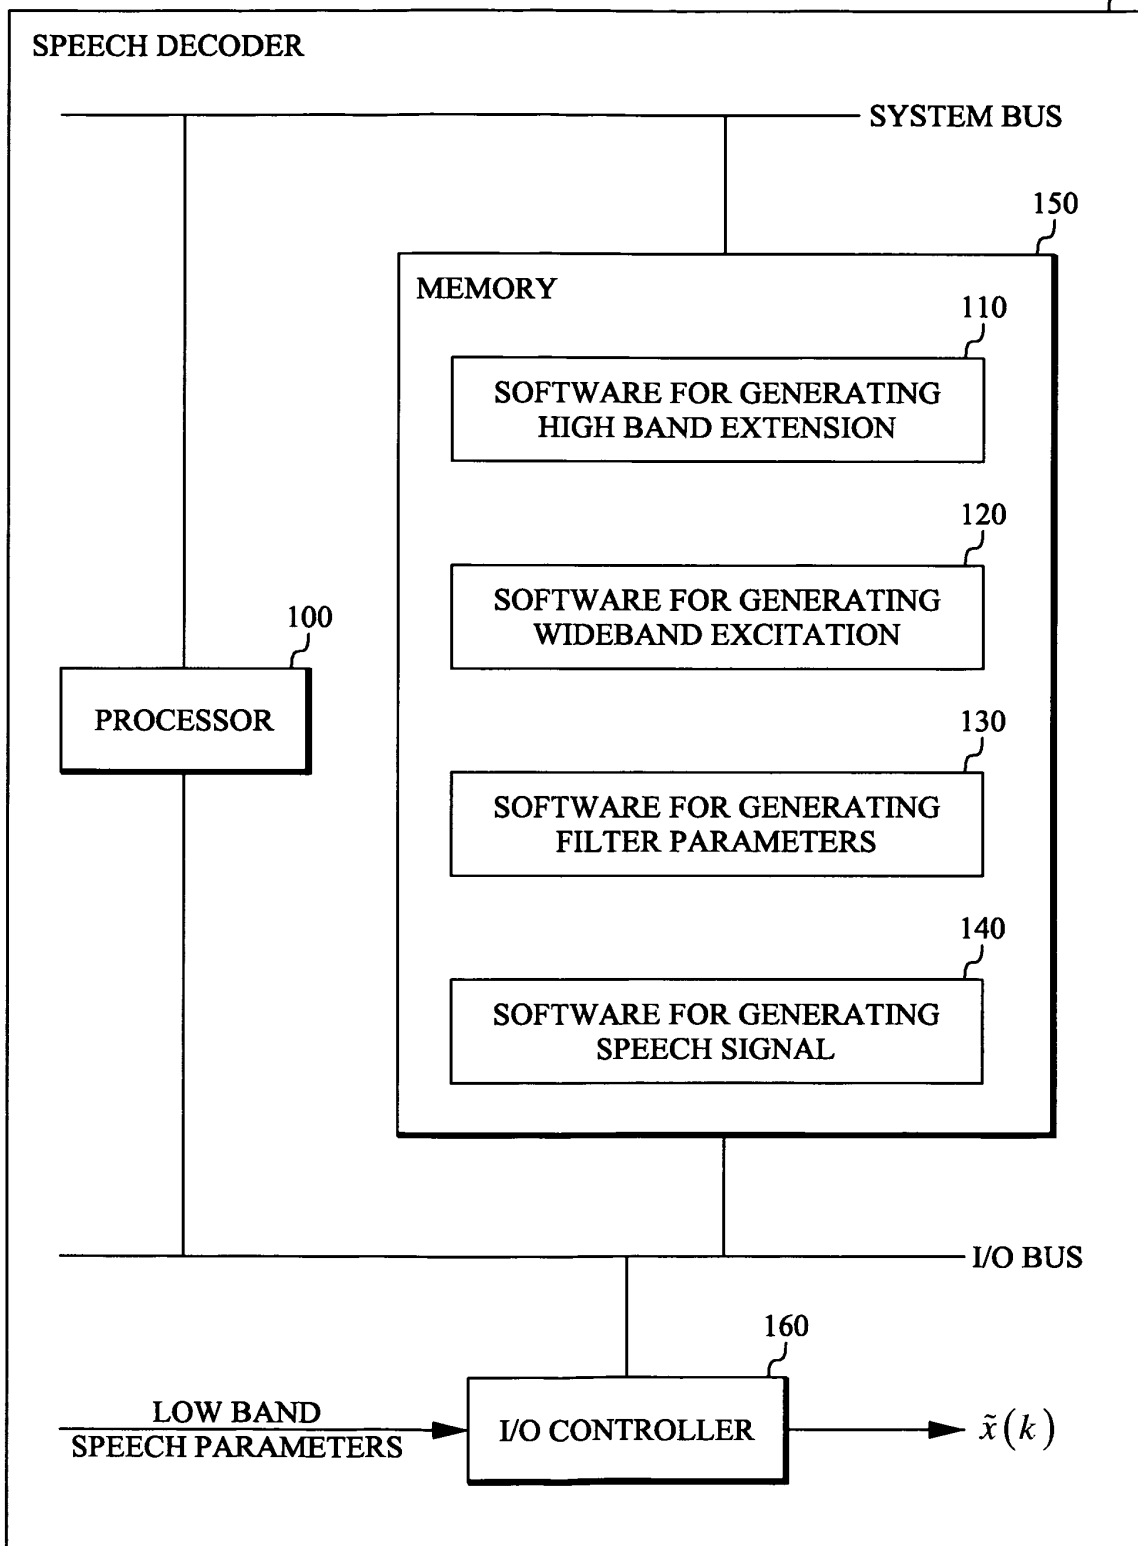 SPEECH DECODER
SYSTEM BUS
150
MEMORY
110
SOFTWARE FOR GENERATING
HIGH BAND EXTENSION
120
SOFTWARE FOR GENERATING
WIDEBAND EXCITATION
100
PROCESSOR
130
SOFTWARE FOR GENERATING
FILTER PARAMETERS
140
SOFTWARE FOR GENERATING
SPEECH SIGNAL
I/O BUS
160
LOW BAND
SPEECH PARAMETERS
I/O CONTROLLER
x̃(k)